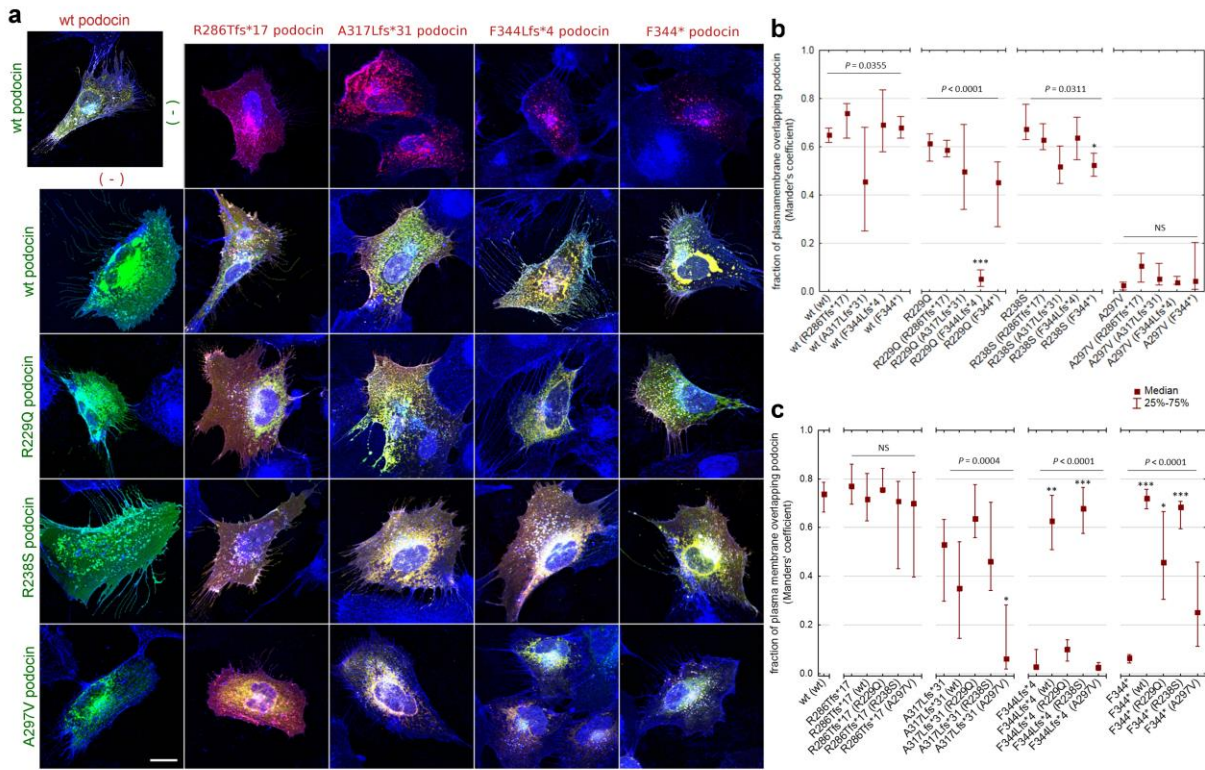 a
wt podocin
R286Tfs*17 podocin
A317Lfs*31 podocin
F344Lfs*4 podocin
F344* podocin
wt podocin
(-)
(-)
wt podocin
R229Q podocin
R238S podocin
A297V podocin
b
fraction of plasmamembrane overlapping podocin
(Mander's coefficient)
1.0
0.8
0.6
0.4
0.2
0.0
P = 0.0355
P < 0.0001
P = 0.0311
NS
***
*
wt (wt)
wt (R286Tfs*17)
wt (A317Lfs*31)
wt (F344Lfs*4)
wt (F344*)
R229Q
R229Q (R286Tfs*17)
R229Q (A317Lfs*31)
R229Q (F344Lfs*4)
R229Q (F344*)
R238S
R238S (R286Tfs*17)
R238S (A317Lfs*31)
R238S (F344Lfs*4)
R238S (F344*)
A297V
A297V (R286Tfs*17)
A297V (A317Lfs*31)
A297V (F344Lfs*4)
A297V (F344*)
Median
25%-75%
c
fraction of plasma membrane overlapping podocin
(Manders' coefficient)
1.0
0.8
0.6
0.4
0.2
0.0
NS
P = 0.0004
P < 0.0001
P < 0.0001
*
**
***
***
*
***
wt (wt)
R286Tfs*17
R286Tfs*17 (wt)
R286Tfs*17 (R229Q)
R286Tfs*17 (R238S)
R286Tfs*17 (A297V)
A317Lfs*31
A317Lfs*31 (wt)
A317Lfs*31 (R229Q)
A317Lfs*31 (R238S)
A317Lfs*31 (A297V)
F344Lfs*4
F344Lfs*4 (wt)
F344Lfs*4 (R229Q)
F344Lfs*4 (R238S)
F344Lfs*4 (A297V)
F344*
F344* (wt)
F344* (R229Q)
F344* (R238S)
F344* (A297V)